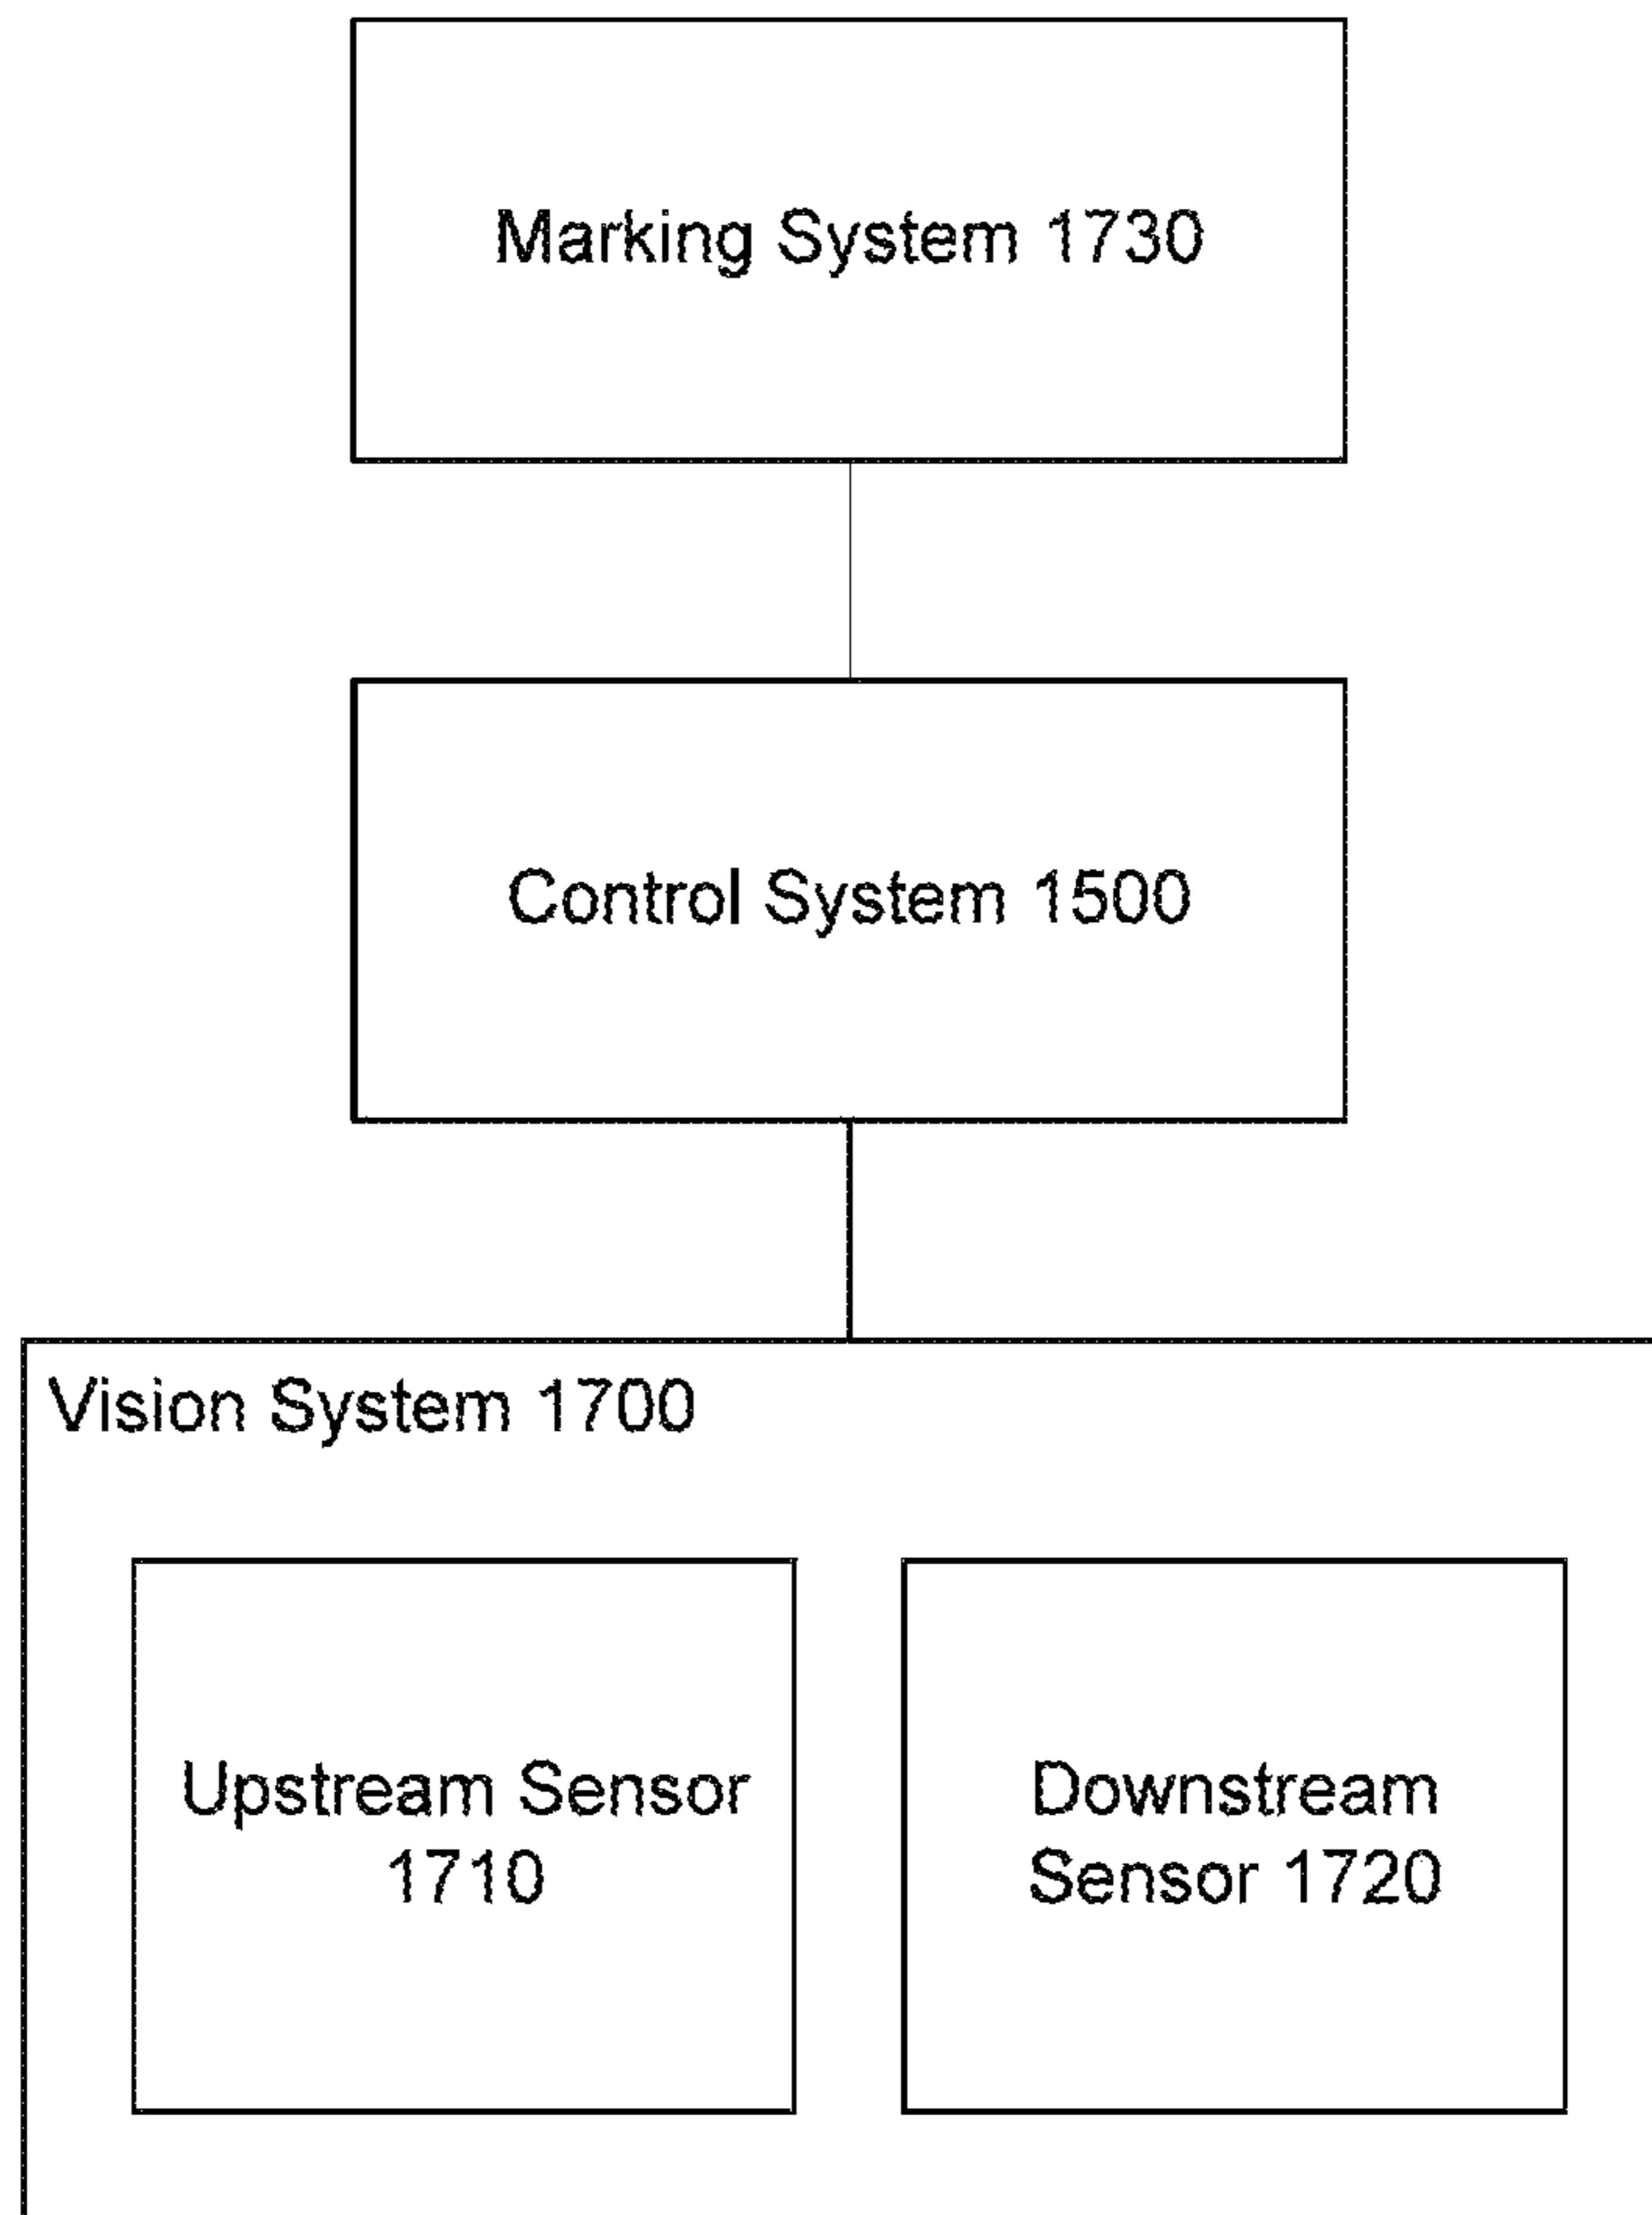 Marking System 1730
Control System 1500
Vision System 1700
Upstream Sensor
1710
Downstream
Sensor 1720